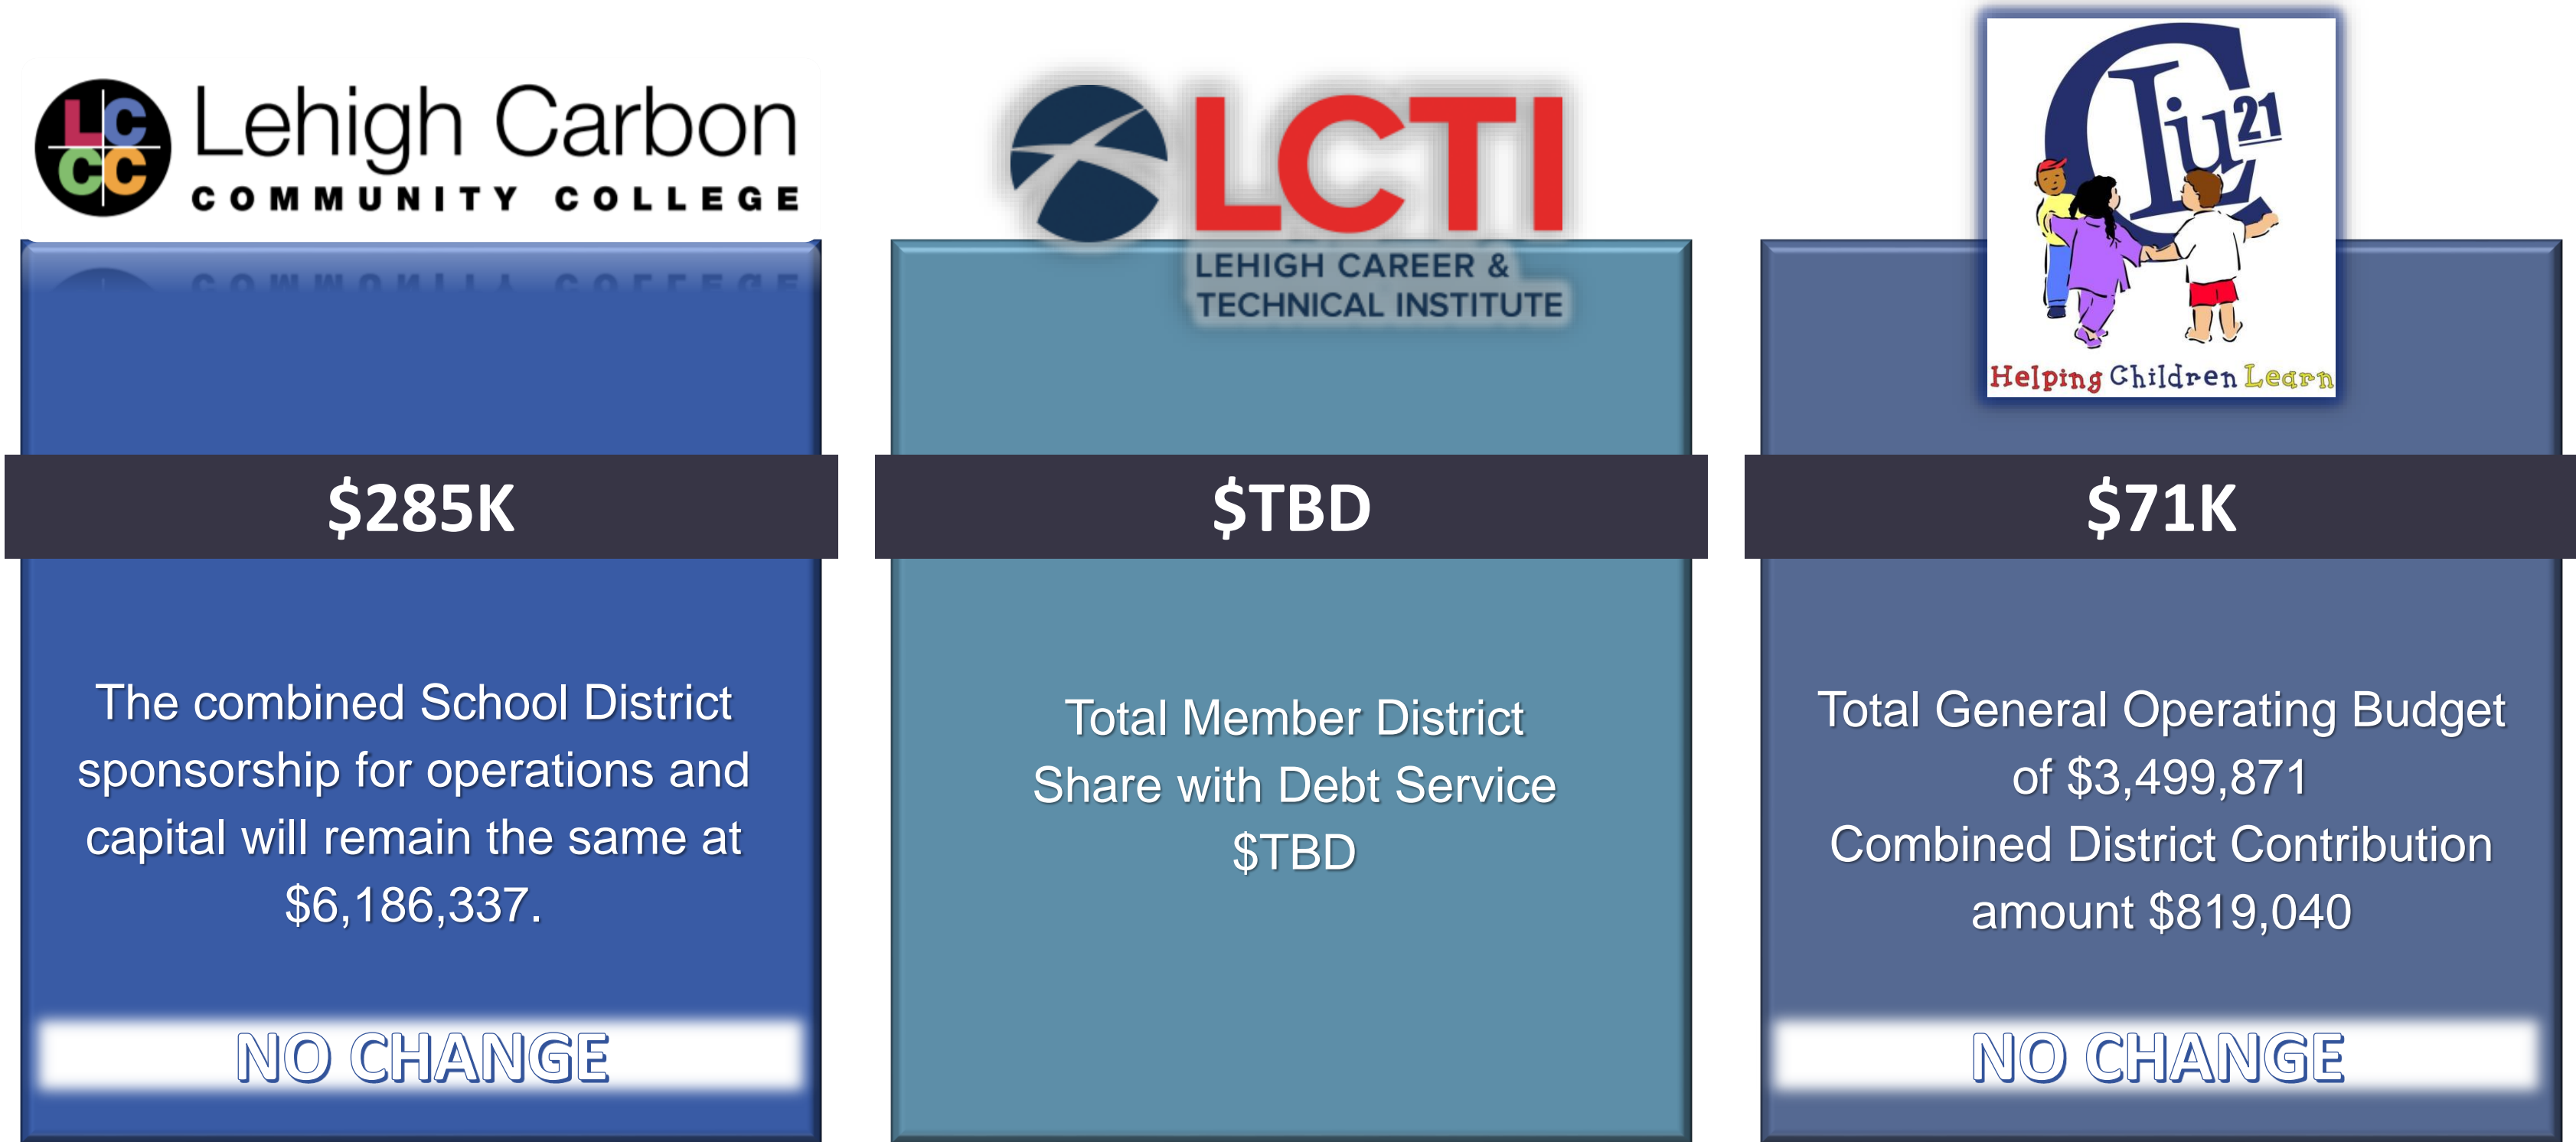 LC
CC
Lehigh Carbon
COMMUNITY COLLEGE
$285K
The combined School District
sponsorship for operations and
capital will remain the same at
$6,186,337.
NO CHANGE
LCTI
LEHIGH CAREER &
TECHNICAL INSTITUTE
$TBD
Total Member District
Share with Debt Service
$TBD
CLiu21
Helping Children Learn
$71K
Total General Operating Budget
of $3,499,871
Combined District Contribution
amount $819,040
NO CHANGE